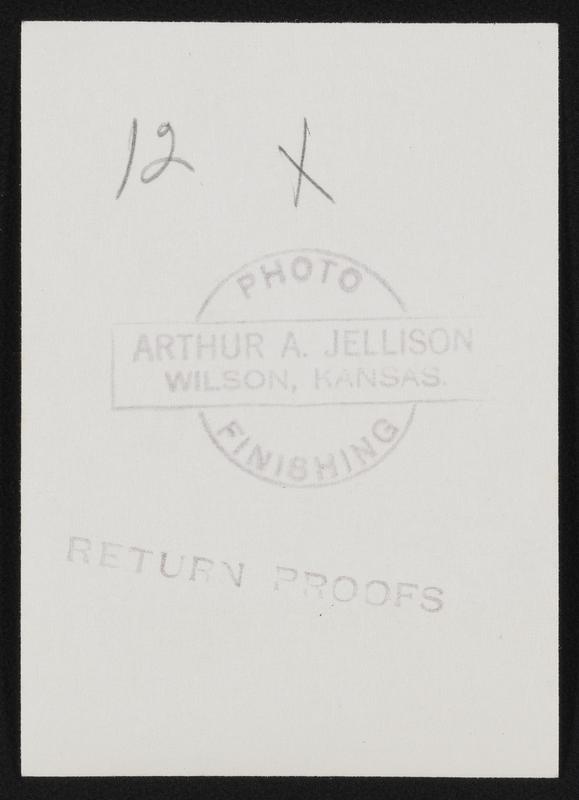 12 X
PHOTO
ARTHUR A. JELLISON
WILSON, KANSAS.
FINISHING
RETURN PROOFS